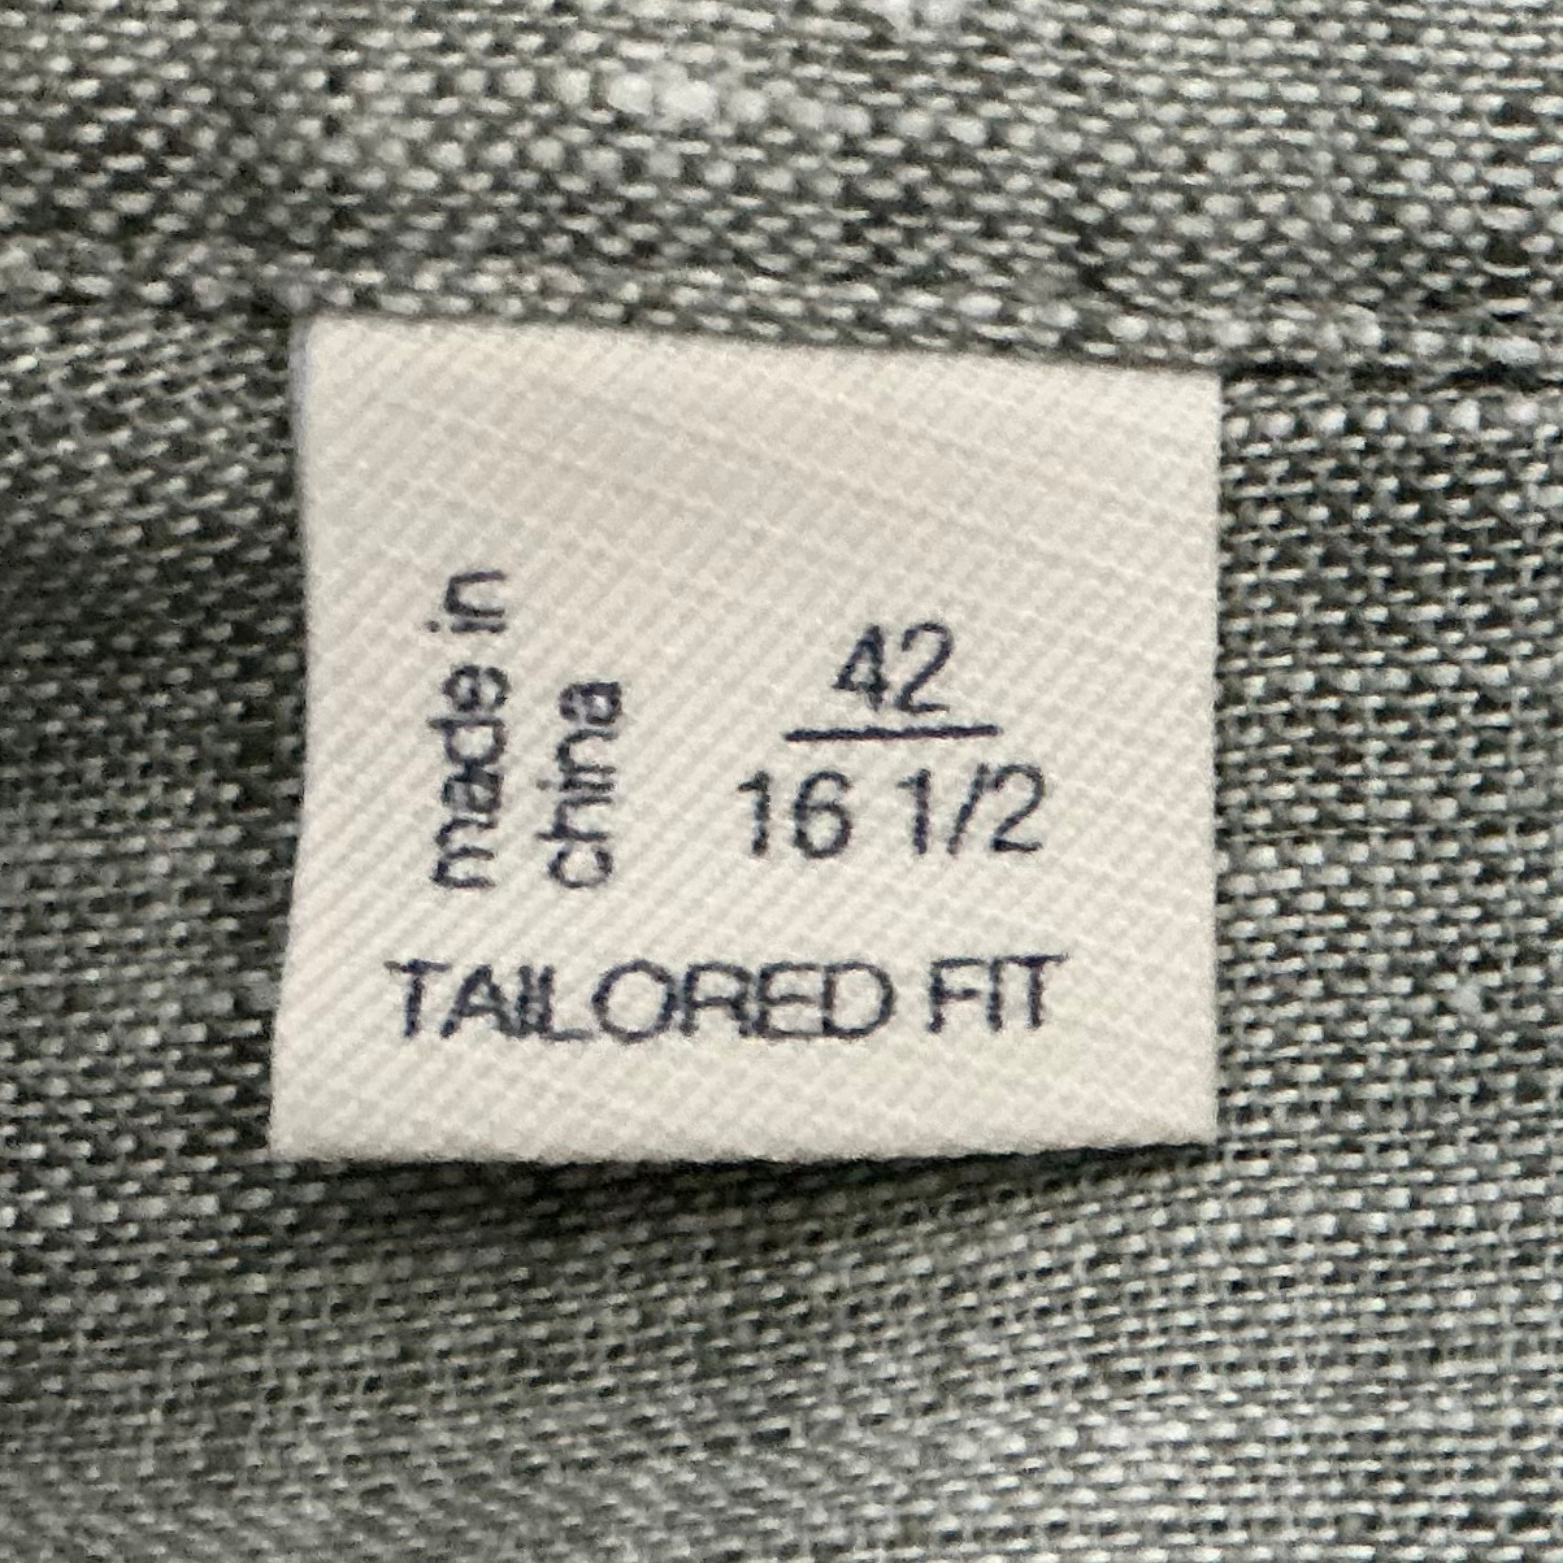 made in
china
42
16 1/2
TAILORED FIT